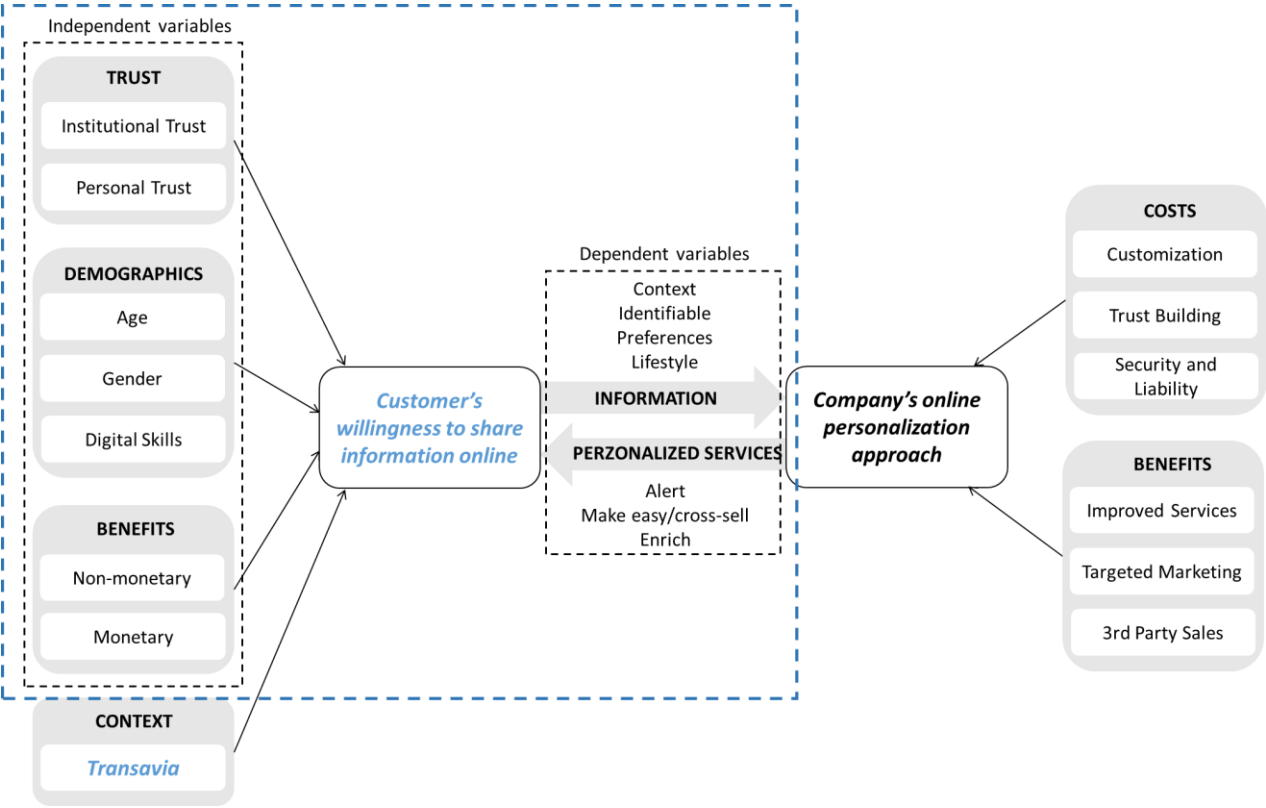 Independent variables
TRUST
Institutional Trust
Personal Trust
DEMOGRAPHICS
Age
Gender
Digital Skills
BENEFITS
Non-monetary
Monetary
CONTEXT
Transavia
Customer's
willingness to share
information online
Dependent variables
Context
Identifiable
Preferences
Lifestyle
INFORMATION
PERZONALIZED SERVICES
Alert
Make easy/cross-sell
Enrich
Company's online
personalization
approach
COSTS
Customization
Trust Building
Security and
Liability
BENEFITS
Improved Services
Targeted Marketing
3rd Party Sales